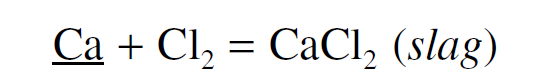 Ca + Cl₂ = CaCl₂ (slag)